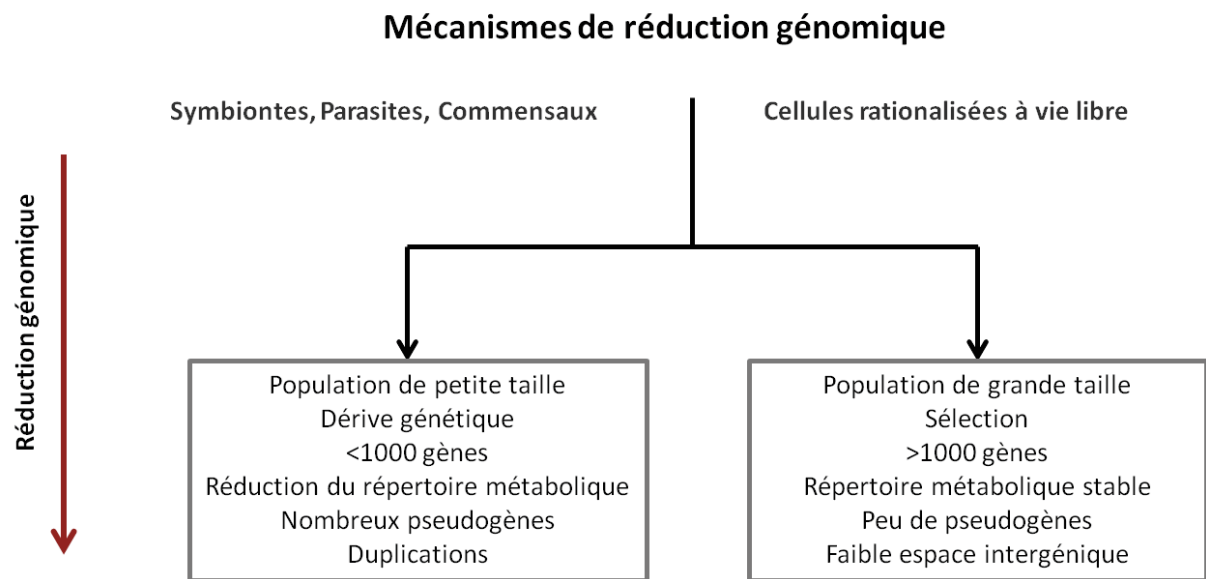 Mécanismes de réduction génomique
Symbiontes, Parasites, Commensaux
Cellules rationalisées à vie libre
Réduction génomique
Population de petite taille
Dérive génétique
<1000 gènes
Réduction du répertoire métabolique
Nombreux pseudogènes
Duplications
Population de grande taille
Sélection
>1000 gènes
Répertoire métabolique stable
Peu de pseudogènes
Faible espace intergénique